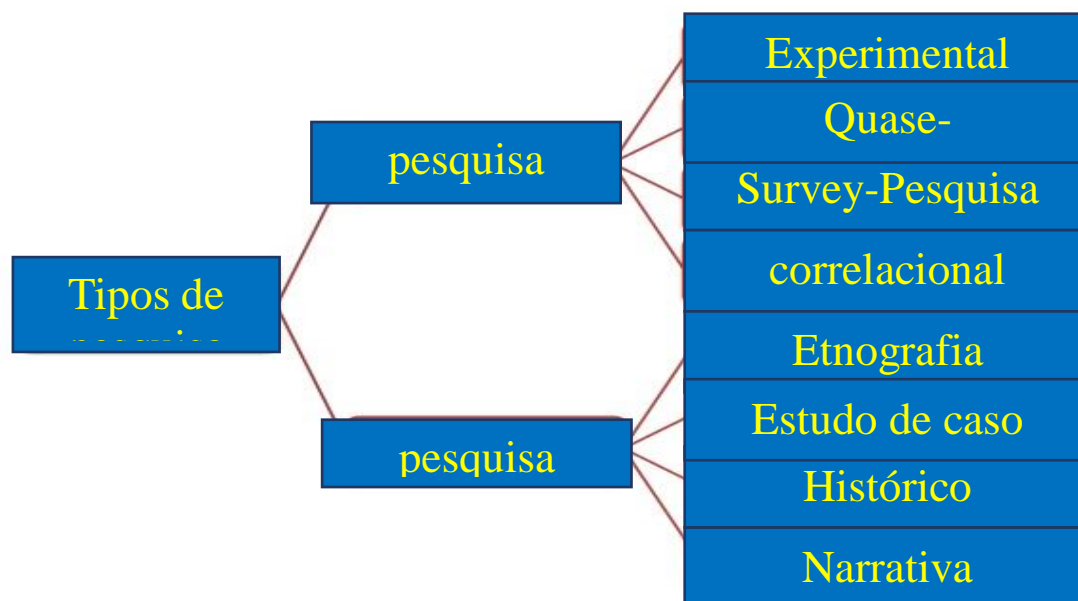 Tipos de
pesquisa
pesquisa
Experimental
Quase-
Survey-Pesquisa
correlacional
Etnografia
Estudo de caso
Histórico
Narrativa